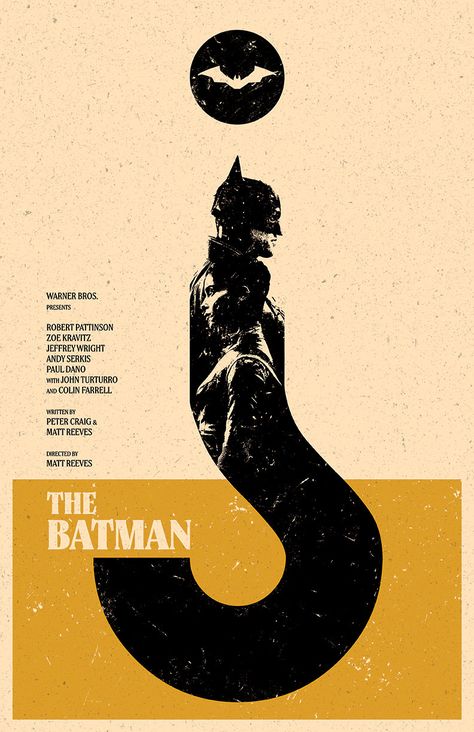 WARNER BROS.
PRESENTS
ROBERT PATTINSON
ZOE KRAVITZ
JEFFREY WRIGHT
ANDY SERKIS
PAUL DANO
WITH JOHN TURTURRO
AND COLIN FARRELL
WRITTEN BY
PETER CRAIG &
MATT REEVES
DIRECTED BY
MATT REEVES
THE
BATMAN